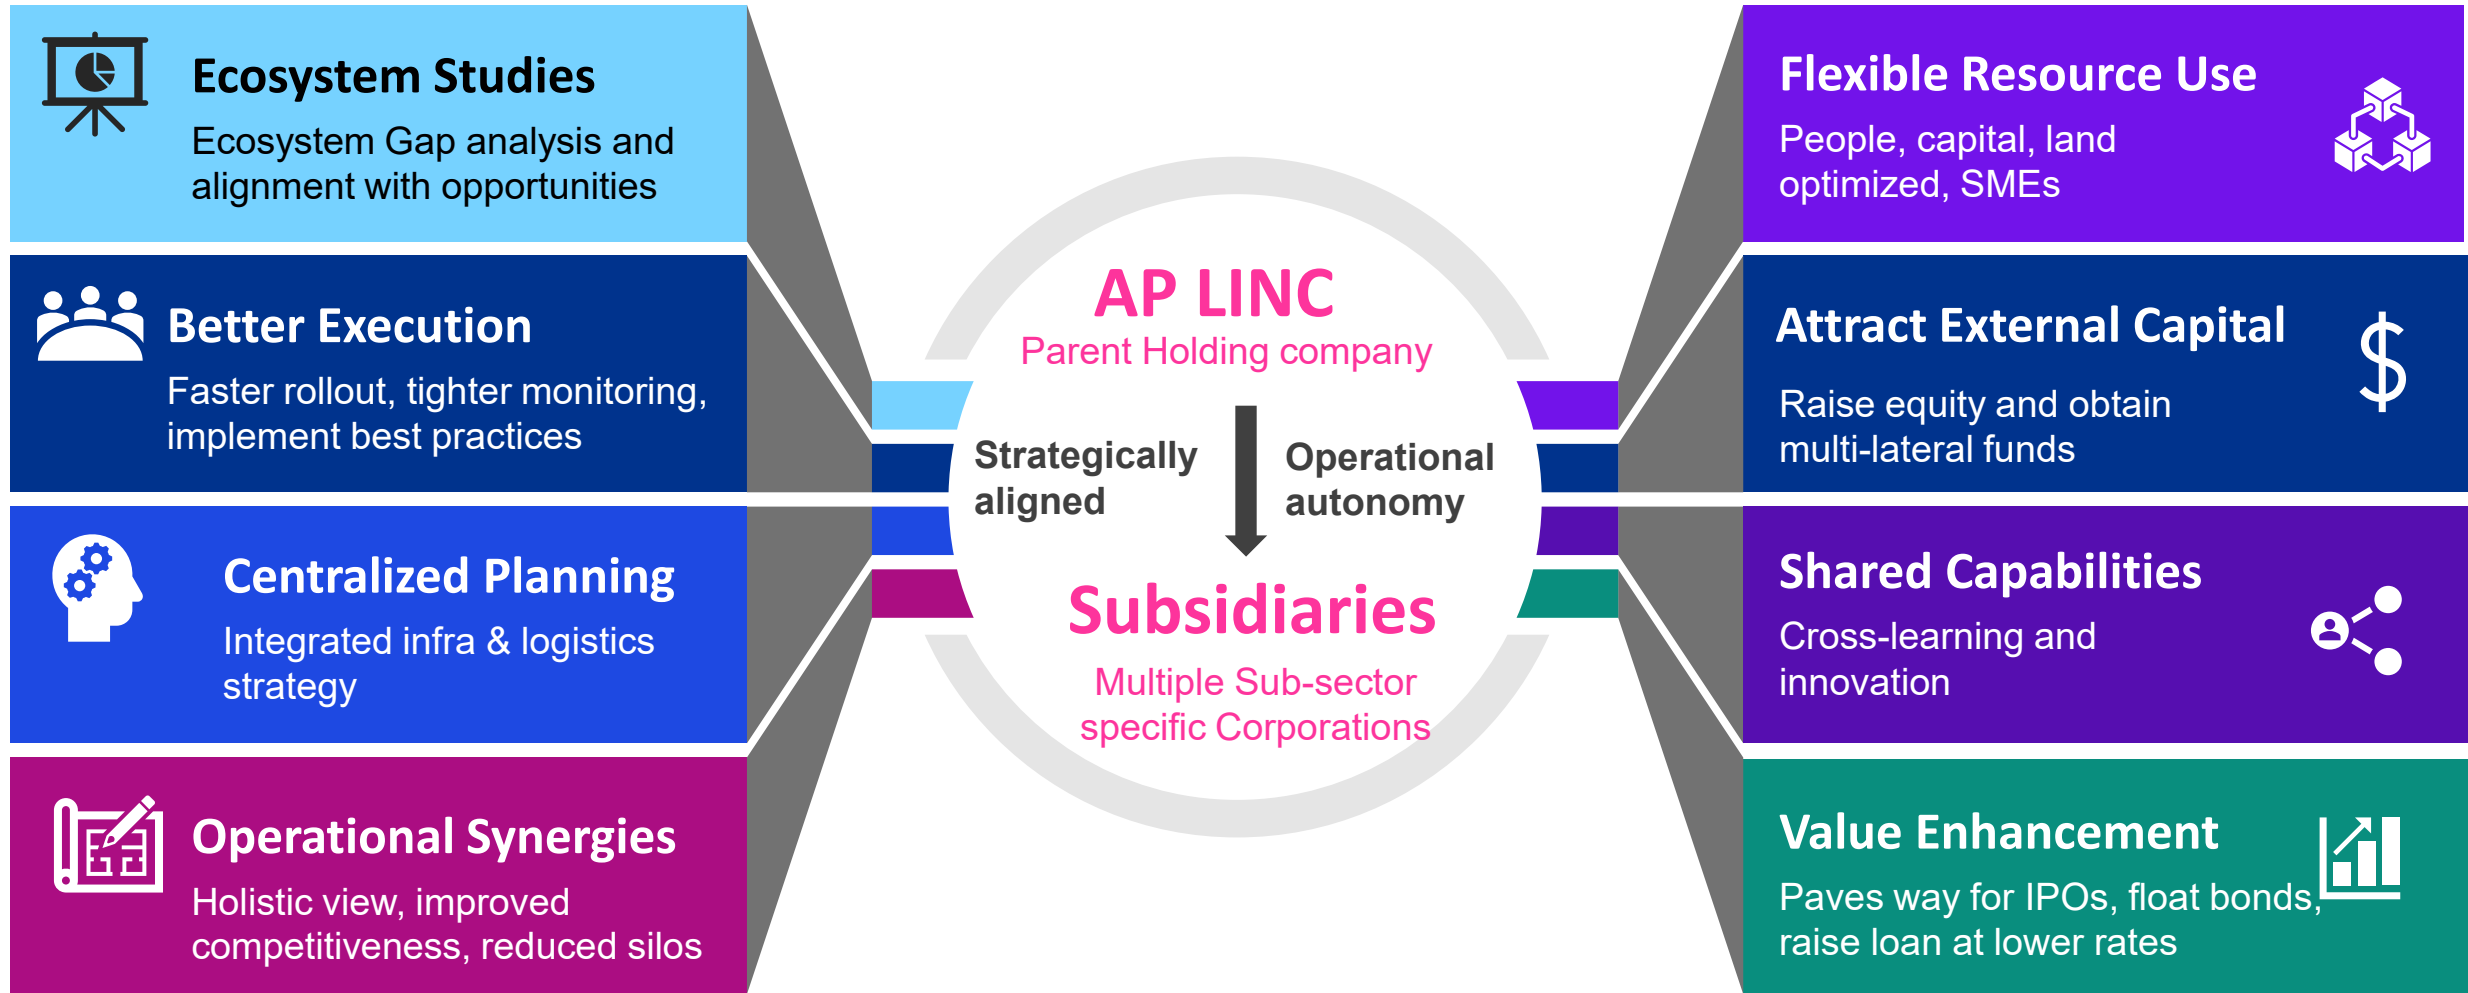 Ecosystem Studies
Ecosystem Gap analysis and
alignment with opportunities
Better Execution
Faster rollout, tighter monitoring,
implement best practices
Centralized Planning
Integrated infra & logistics
strategy
Operational Synergies
Holistic view, improved
competitiveness, reduced silos
AP LINC
Parent Holding company
Strategically
aligned
Operational
autonomy
Subsidiaries
Multiple Sub-sector
specific Corporations
Flexible Resource Use
People, capital, land
optimized, SMEs
Attract External Capital
Raise equity and obtain
multi-lateral funds
Shared Capabilities
Cross-learning and
innovation
Value Enhancement
Paves way for IPOs, float bonds,
raise loan at lower rates